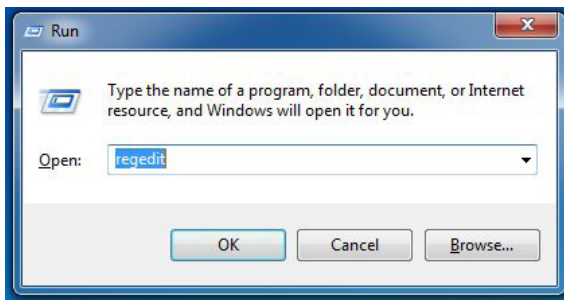 Run
Type the name of a program, folder, document, or Internet
resource, and Windows will open it for you.
Open: regedit
OK Cancel Browse...